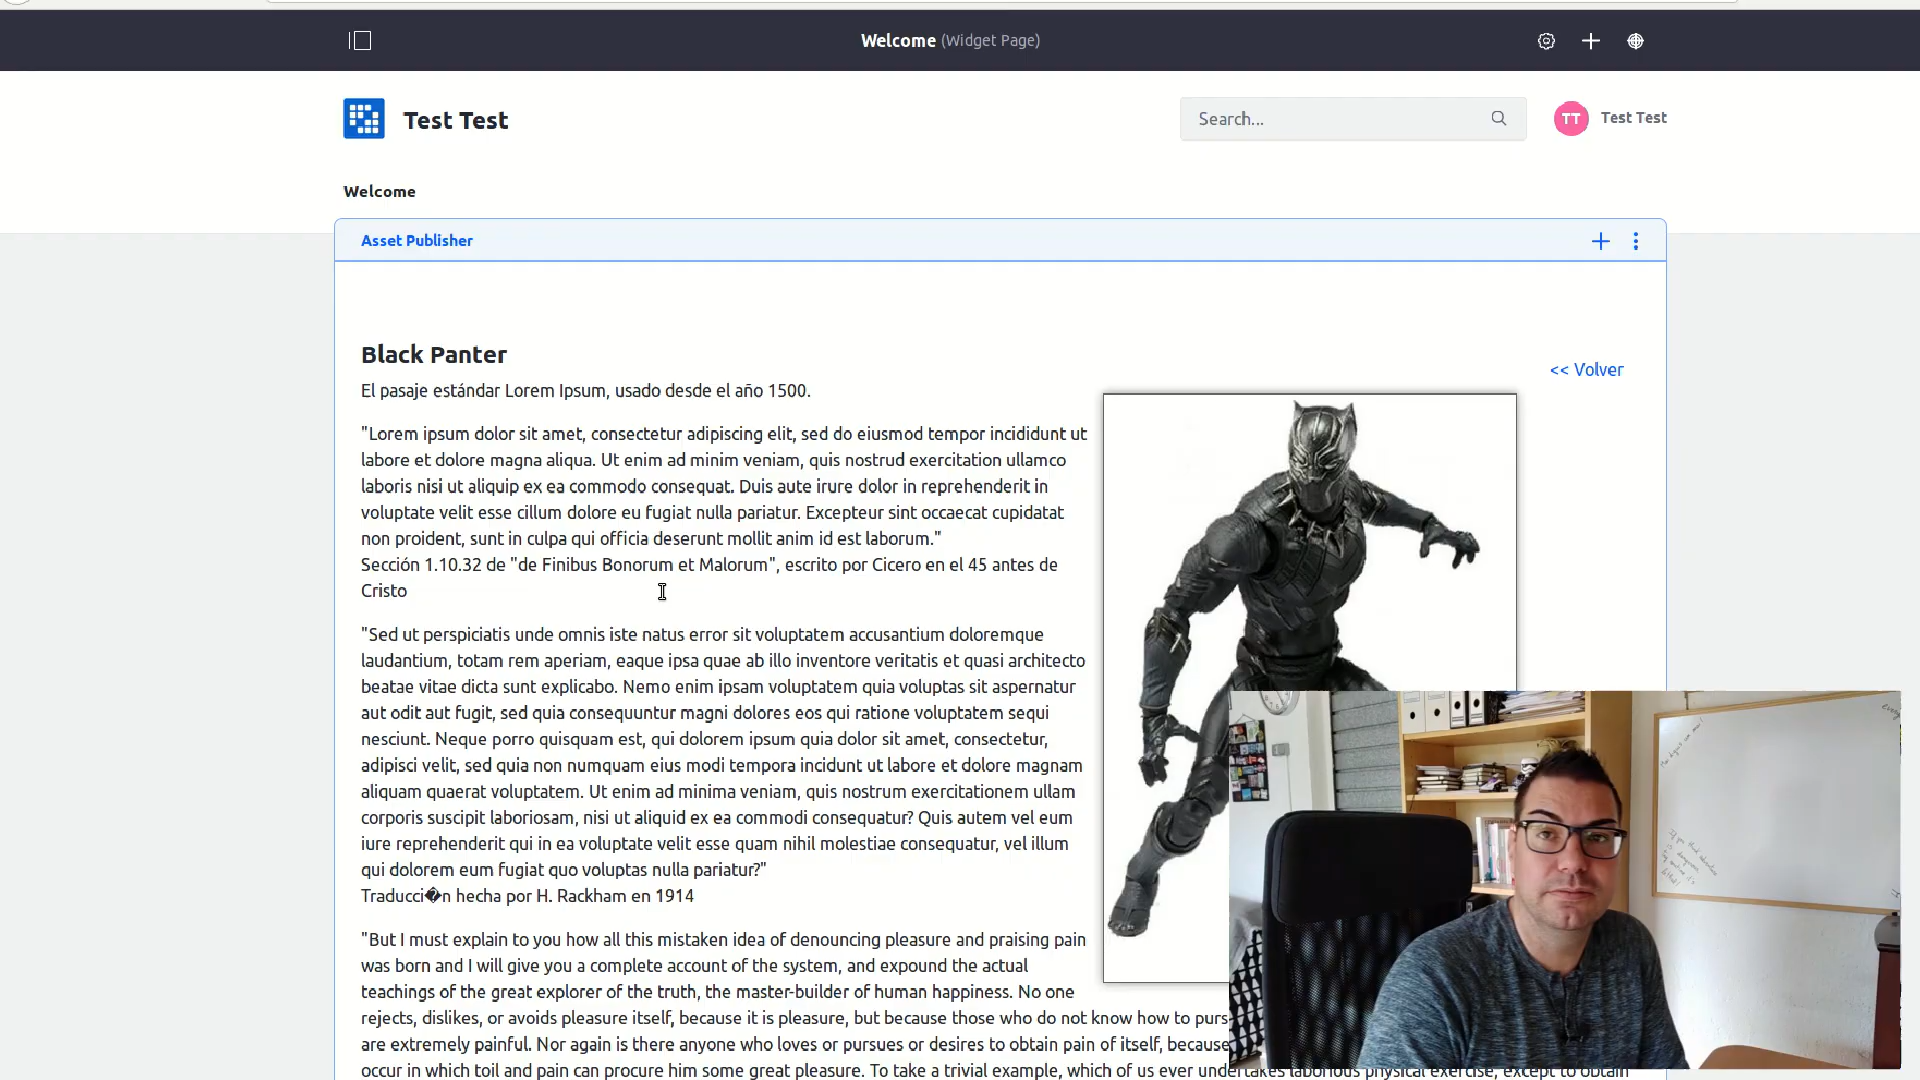 Welcome (Widget Page)
Test Test
Search...
TT
Test Test
Welcome
Asset Publisher
Black Panter
<< Volver
El pasaje estándar Lorem Ipsum, usado desde el año 1500.
"Lorem ipsum dolor sit amet, consectetur adipiscing elit, sed do eiusmod tempor incididunt ut
labore et dolore magna aliqua. Ut enim ad minim veniam, quis nostrud exercitation ullamco
laboris nisi ut aliquip ex ea commodo consequat. Duis aute irure dolor in reprehenderit in
voluptate velit esse cillum dolore eu fugiat nulla pariatur. Excepteur sint occaecat cupidatat
non proident, sunt in culpa qui officia deserunt mollit anim id est laborum."
Sección 1.10.32 de "de Finibus Bonorum et Malorum", escrito por Cicero en el 45 antes de
Cristo
"Sed ut perspiciatis unde omnis iste natus error sit voluptatem accusantium doloremque
laudantium, totam rem aperiam, eaque ipsa quae ab illo inventore veritatis et quasi architecto
beatae vitae dicta sunt explicabo. Nemo enim ipsam voluptatem quia voluptas sit aspernatur
aut odit aut fugit, sed quia consequuntur magni dolores eos qui ratione voluptatem sequi
nesciunt. Neque porro quisquam est, qui dolorem ipsum quia dolor sit amet, consectetur,
adipisci velit, sed quia non numquam eius modi tempora incidunt ut labore et dolore magnam
aliquam quaerat voluptatem. Ut enim ad minima veniam, quis nostrum exercitationem ullam
corporis suscipit laboriosam, nisi ut aliquid ex ea commodi consequatur? Quis autem vel eum
iure reprehenderit qui in ea voluptate velit esse quam nihil molestiae consequatur, vel illum
qui dolorem eum fugiat quo voluptas nulla pariatur?"
Traducci�n hecha por H. Rackham en 1914
"But I must explain to you how all this mistaken idea of denouncing pleasure and praising pain
was born and I will give you a complete account of the system, and expound the actual
teachings of the great explorer of the truth, the master-builder of human happiness. No one
rejects, dislikes, or avoids pleasure itself, because it is pleasure, but because those who do not know how to purs
are extremely painful. Nor again is there anyone who loves or pursues or desires to obtain pain of itself, because
occur in which toil and pain can procure him some great pleasure. To take a trivial example, which of us ever undertakes laborious physical exercise, except to obtain